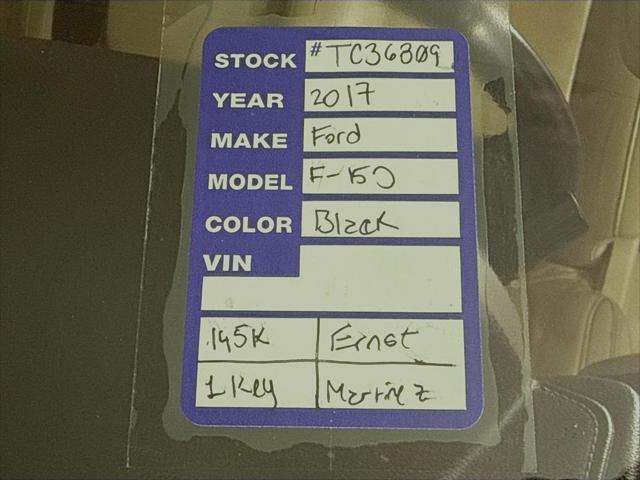 STOCK #TC36809
YEAR 2017
MAKE Ford
MODEL F-150
COLOR Black
VIN
145K Ernst
1 Key Martinez